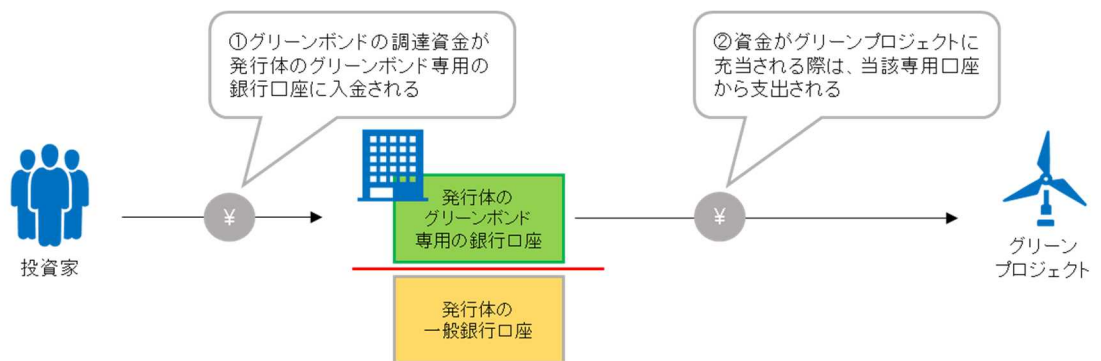 ①グリーンボンドの調達資金が
発行体のグリーンボンド専用の
銀行口座に入金される
②資金がグリーンプロジェクトに
充当される際は、当該専用口座
から支出される
投資家
¥
発行体の
グリーンボンド
専用の銀行口座
¥
グリーン
プロジェクト
発行体の
一般銀行口座